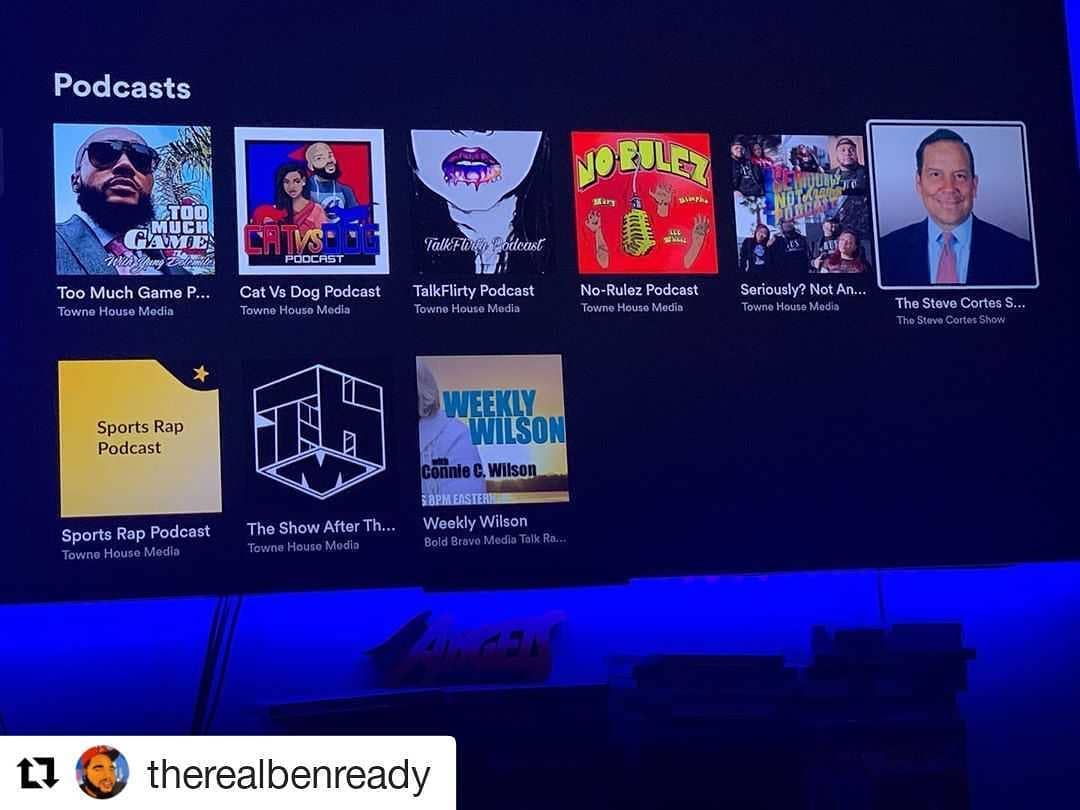 Podcasts
TOO
MUCH
GAME
With Yung Dolemite
CAT VS DOG
PODCAST
TalkFlirty Podcast
NO-RULEZ
Too Much Game P...
Towne House Media
Cat Vs Dog Podcast
Towne House Media
TalkFlirty Podcast
Towne House Media
No-Rulez Podcast
Towne House Media
Seriously? Not An...
Towne House Media
The Steve Cortes S...
The Steve Cortes Show
Sports Rap
Podcast
WEEKLY
WILSON
with
Connie C. Wilson
8PM EASTERN
Sports Rap Podcast
Towne House Media
The Show After Th...
Towne House Media
Weekly Wilson
Bold Brave Media Talk Ra...
therealbenready